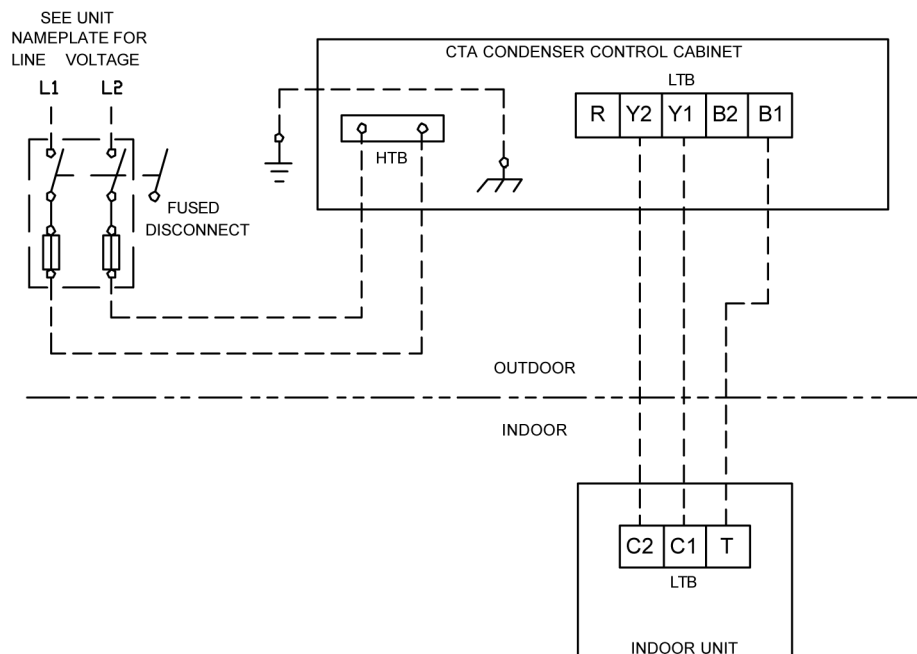 SEE UNIT
NAMEPLATE FOR
LINE VOLTAGE
L1 L2
FUSED
DISCONNECT
CTA CONDENSER CONTROL CABINET
LTB
R Y2 Y1 B2 B1
HTB
OUTDOOR
INDOOR
C2 C1 T
LTB
INDOOR UNIT